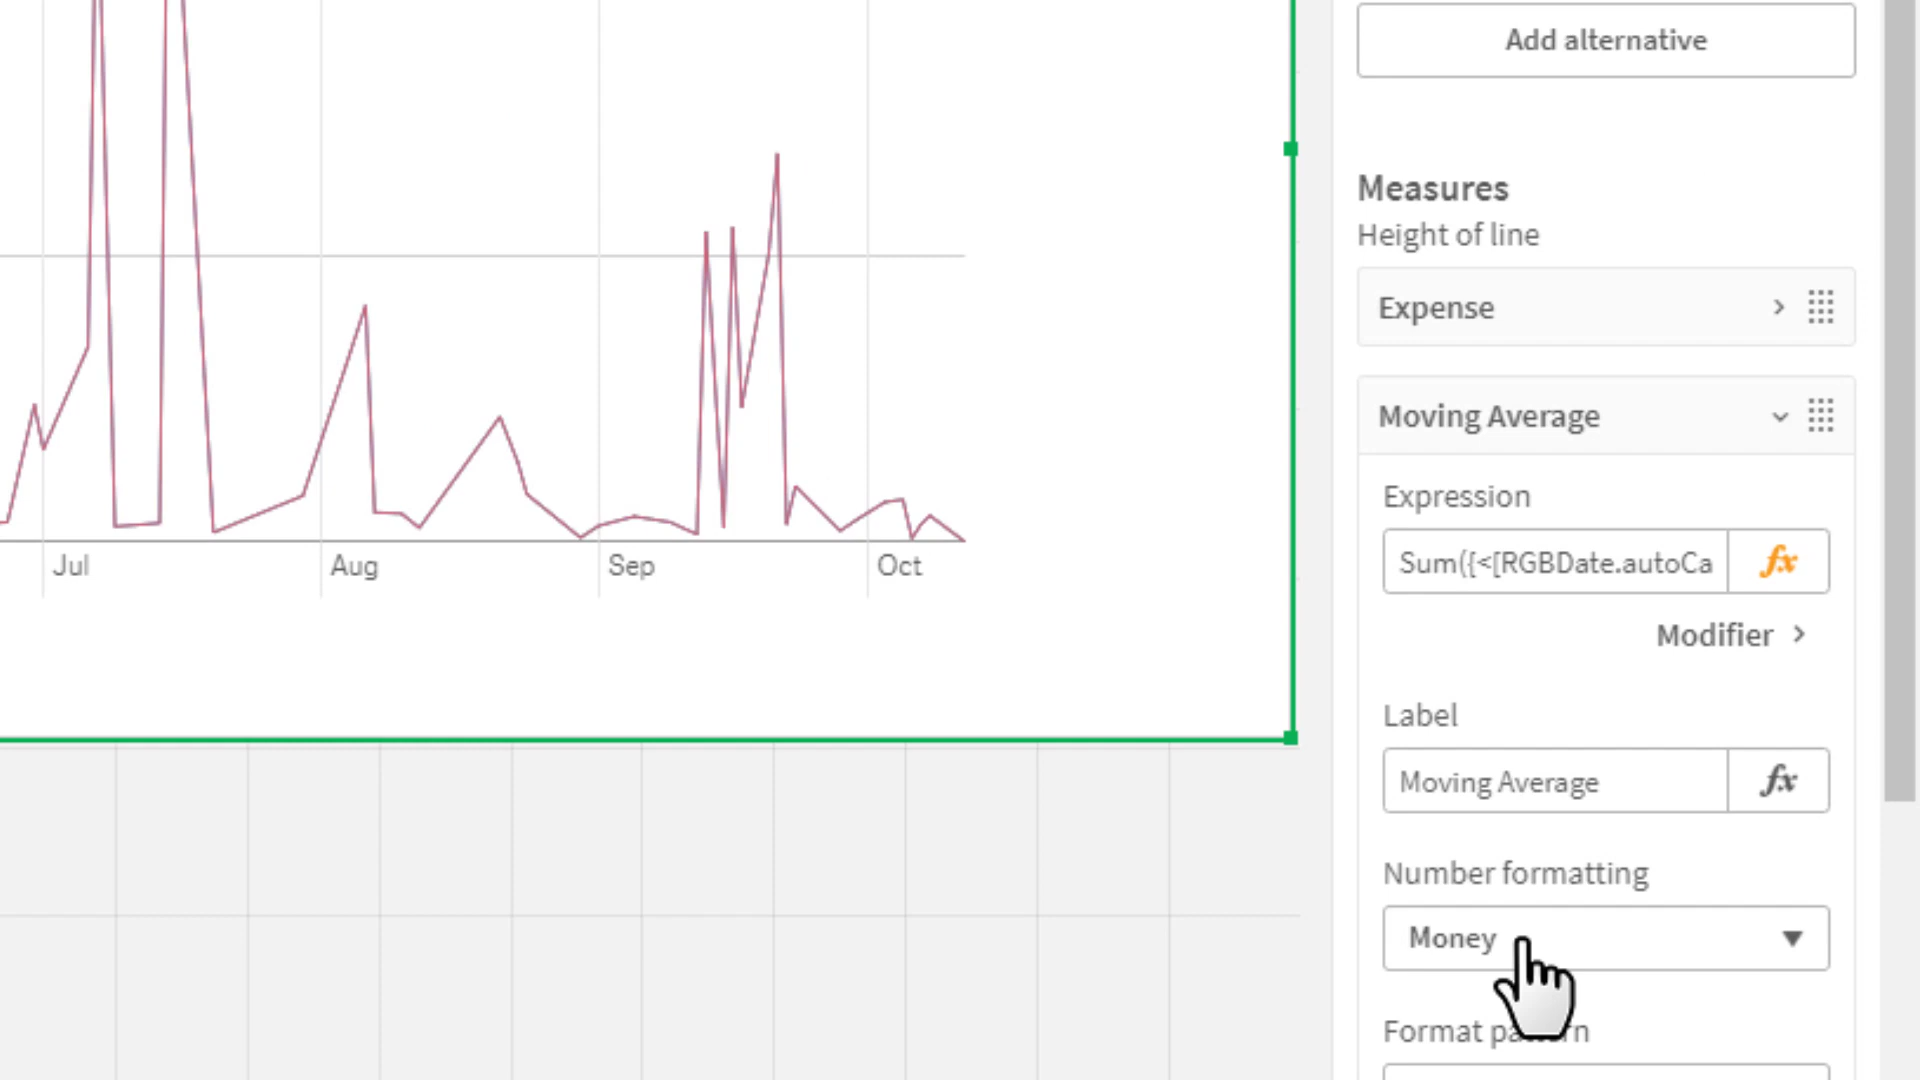 Add alternative
Measures
Height of line
Expense
Moving Average
Expression
Sum({<[RGBDate.autoCa
fx
Modifier
Label
Moving Average
fx
Number formatting
Money
Format
Jul
Aug
Sep
Oct